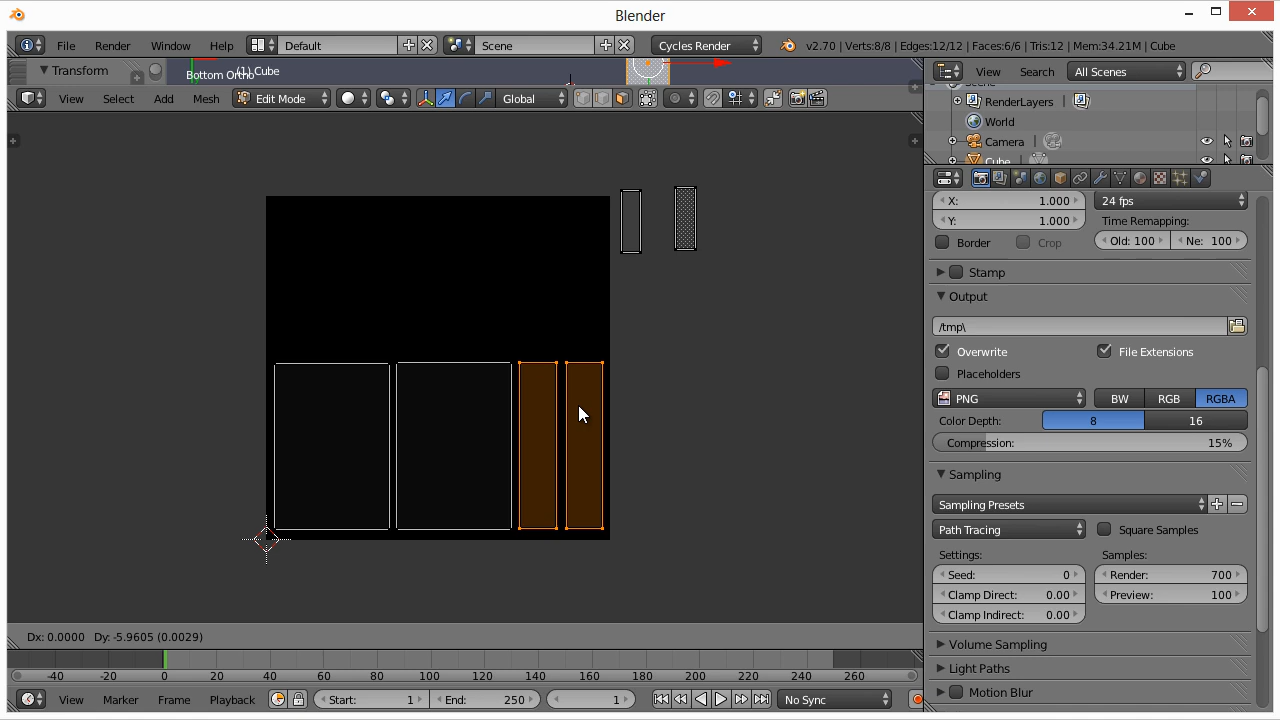 Blender
File Render Window Help Default Scene Cycles Render v2.70 | Verts:8/8 | Edges:12/12 | Faces:6/6 | Tris:12 | Mem:34.21M | Cube
Transform
Bottom Ortho
(1) Cube
View Select Add Mesh Edit Mode Global
View Search All Scenes
Scene
RenderLayers |
World
Camera |
Cube |
X: 1.000
Y: 1.000
24 fps
Time Remapping:
Border Crop Old: 100 Ne: 100
Stamp
Output
/tmp\
Overwrite File Extensions
Placeholders
PNG BW RGB RGBA
Color Depth: 8 16
Compression: 15%
Sampling
Sampling Presets
Path Tracing Square Samples
Settings: Samples:
Seed: 0 Render: 700
Clamp Direct: 0.00 Preview: 100
Clamp Indirect: 0.00
Volume Sampling
Light Paths
Motion Blur
Dx: 0.0000 Dy: -5.9605 (0.0029)
-40 -20 0 20 40 60 80 100 120 140 160 180 200 220 240 260
View Marker Frame Playback Start: 1 End: 250 1 No Sync